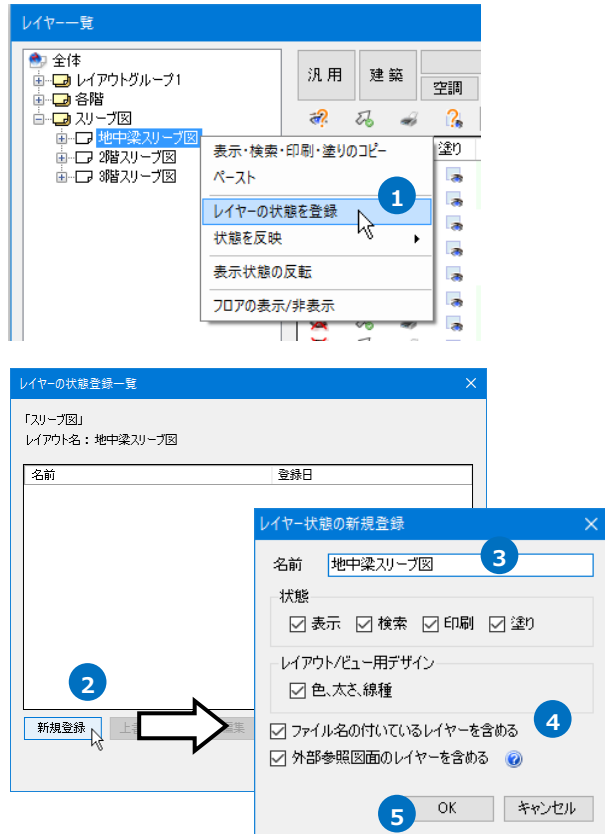 レイヤー一覧
全体
レイアウトグループ1
各階
スリーブ図
地中梁スリーブ図
2階スリーブ図
3階スリーブ図
汎用
建築
空調
塗り
表示・検索・印刷・塗りのコピー
ペースト
1
レイヤーの状態を登録
状態を反映
表示状態の反転
フロアの表示/非表示
レイヤーの状態登録一覧
「スリーブ図」
レイアウト名：地中梁スリーブ図
名前
登録日
2
新規登録
上書
編集
レイヤー状態の新規登録
名前
地中梁スリーブ図
3
状態
表示
検索
印刷
塗り
レイアウト/ビュー用デザイン
色、太さ、線種
ファイル名の付いているレイヤーを含める
4
外部参照図面のレイヤーを含める
5
OK
キャンセル